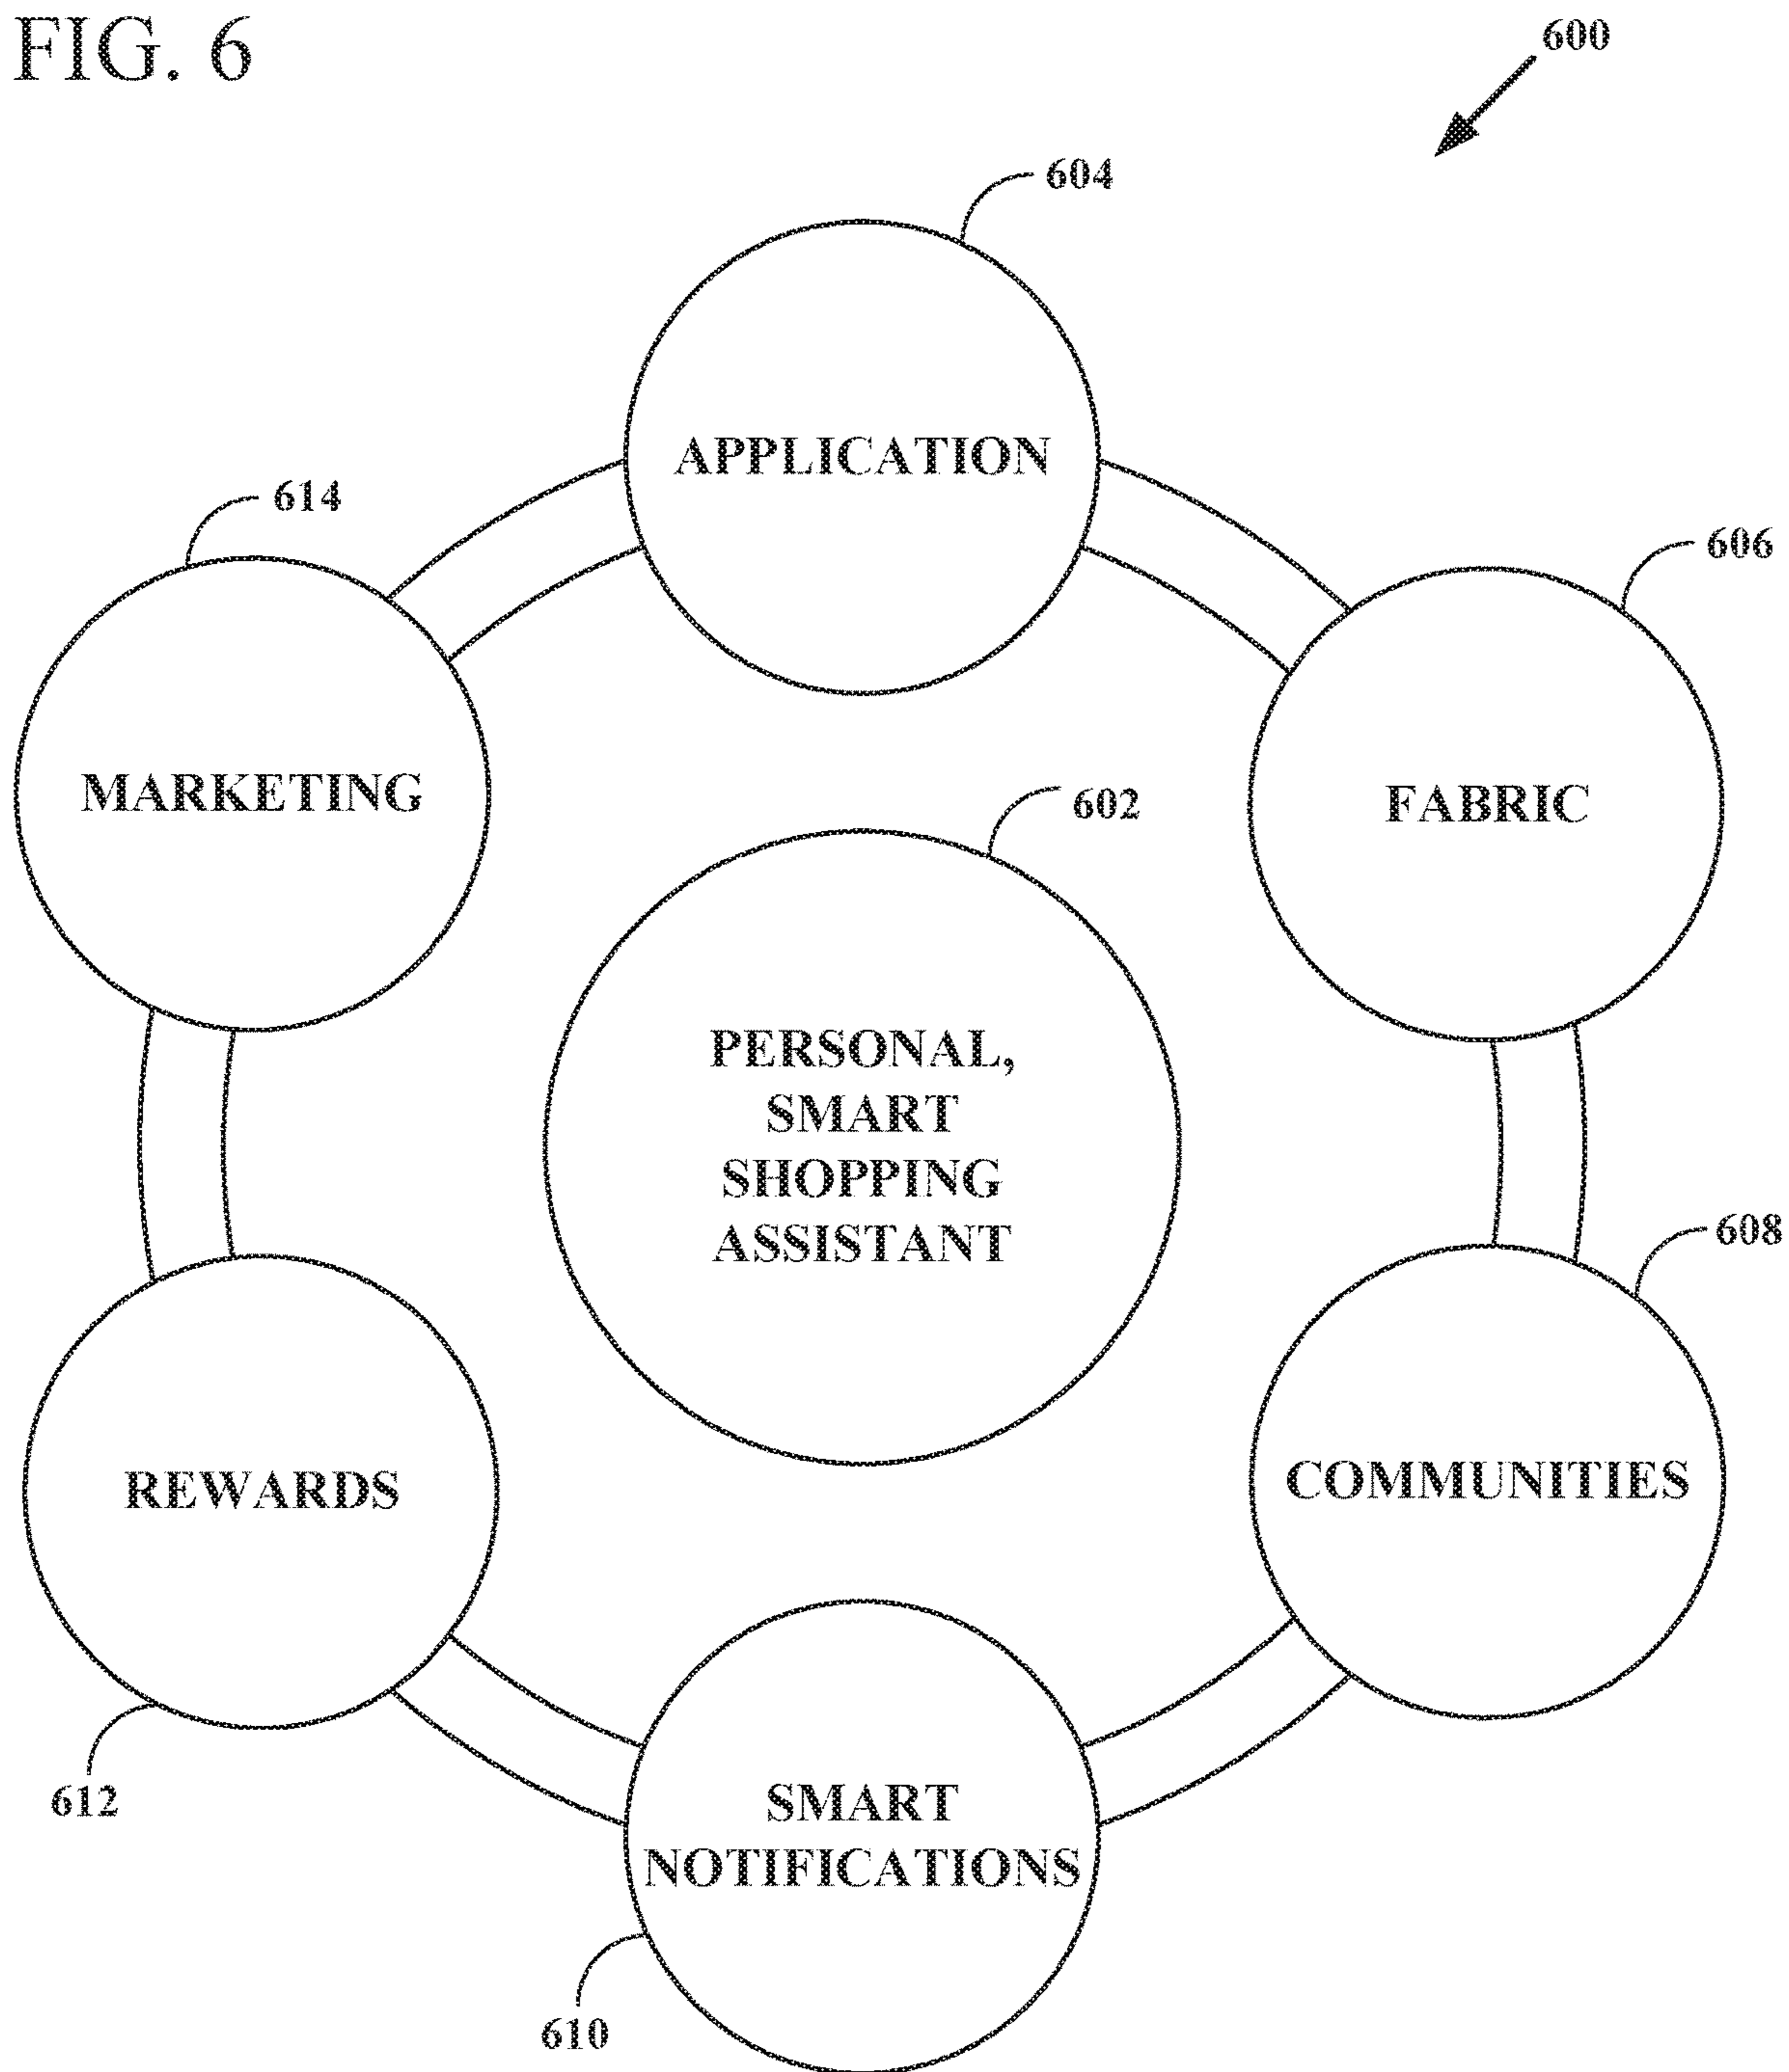 FIG. 6
600
604
APPLICATION
614
606
MARKETING
FABRIC
602
PERSONAL,
SMART
SHOPPING
ASSISTANT
608
REWARDS
COMMUNITIES
612
SMART
NOTIFICATIONS
610